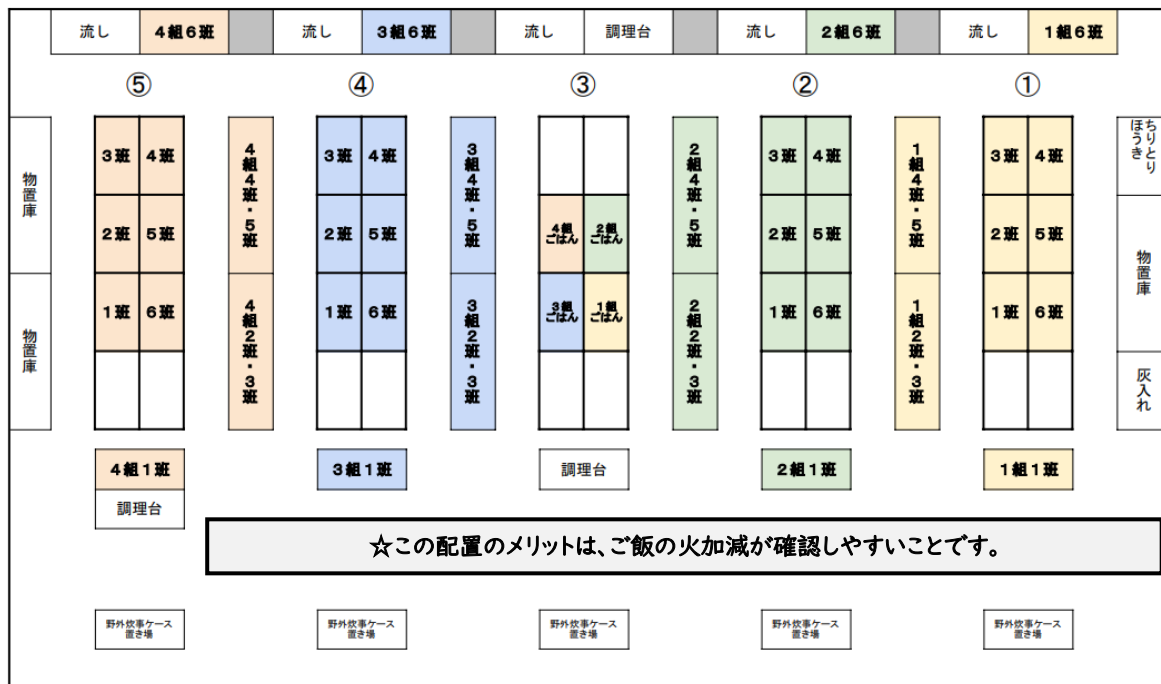 流し
4組6班
流し
3組6班
流し
調理台
流し
2組6班
流し
1組6班
⑤
④
③
②
①
物置庫
物置庫
3班
4班
2班
5班
1班
6班
4組4班・5班
4組2班・3班
3班
4班
2班
5班
1班
6班
3組4班・5班
3組2班・3班
4組
ごはん
2組
ごはん
3組
ごはん
1組
ごはん
2組4班・5班
2組2班・3班
3班
4班
2班
5班
1班
6班
1組4班・5班
1組2班・3班
3班
4班
2班
5班
1班
6班
ちりとり
ほうき
物置庫
灰入れ
4組1班
調理台
3組1班
調理台
2組1班
1組1班
☆この配置のメリットは、ご飯の火加減が確認しやすいことです。
野外炊事ケース
置き場
野外炊事ケース
置き場
野外炊事ケース
置き場
野外炊事ケース
置き場
野外炊事ケース
置き場